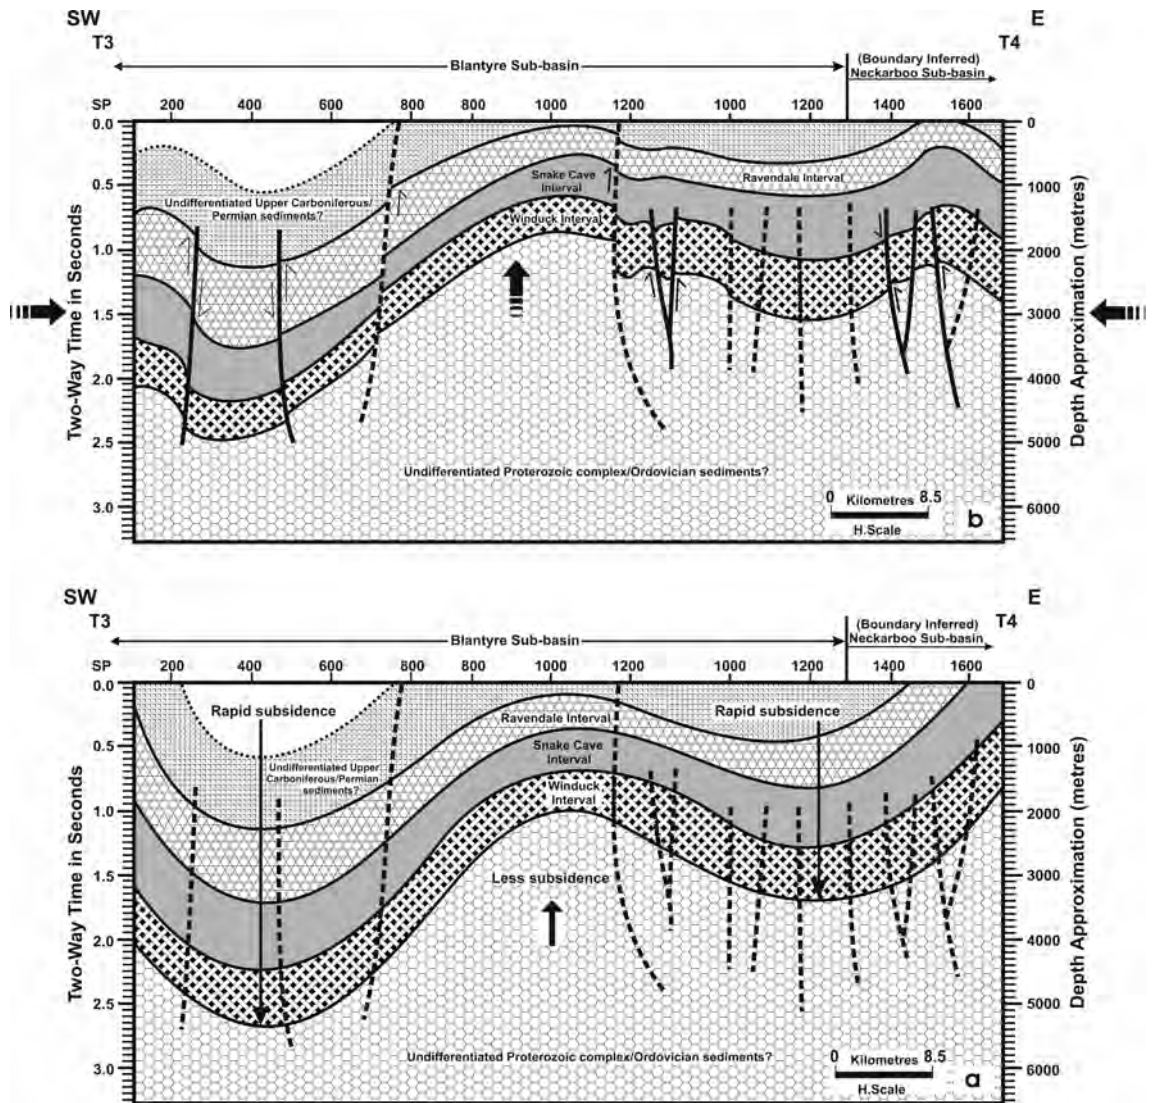 SW E
T3 T4
Blantyre Sub-basin
(Boundary Inferred)
Neckarboo Sub-basin
SP 200 400 600 800 1000 1200 1000 1200 1300 1400 1600
Two-Way Time in Seconds
0.0
0.5
1.0
1.5
2.0
2.5
3.0
Depth Approximation (metres)
0
1000
2000
3000
4000
5000
6000
Undifferentiated Upper Carboniferous/
Permian sediments?
Snake Cave
Interval
Winduck Interval
Ravendale Interval
Undifferentiated Proterozoic complex/Ordovician sediments?
0 Kilometres 8.5
H.Scale
b
SW E
T3 T4
Blantyre Sub-basin
(Boundary Inferred)
Neckarboo Sub-basin
SP 200 400 600 800 1000 1200 1000 1200 1300 1400 1600
Two-Way Time in Seconds
0.0
0.5
1.0
1.5
2.0
2.5
3.0
Depth Approximation (metres)
0
1000
2000
3000
4000
5000
6000
Rapid subsidence
Rapid subsidence
Ravendale Interval
Undifferentiated Upper
Carboniferous/Permian
sediments?
Snake Cave
Interval
Winduck
Interval
Less subsidence
Undifferentiated Proterozoic complex/Ordovician sediments?
0 Kilometres 8.5
H.Scale
a